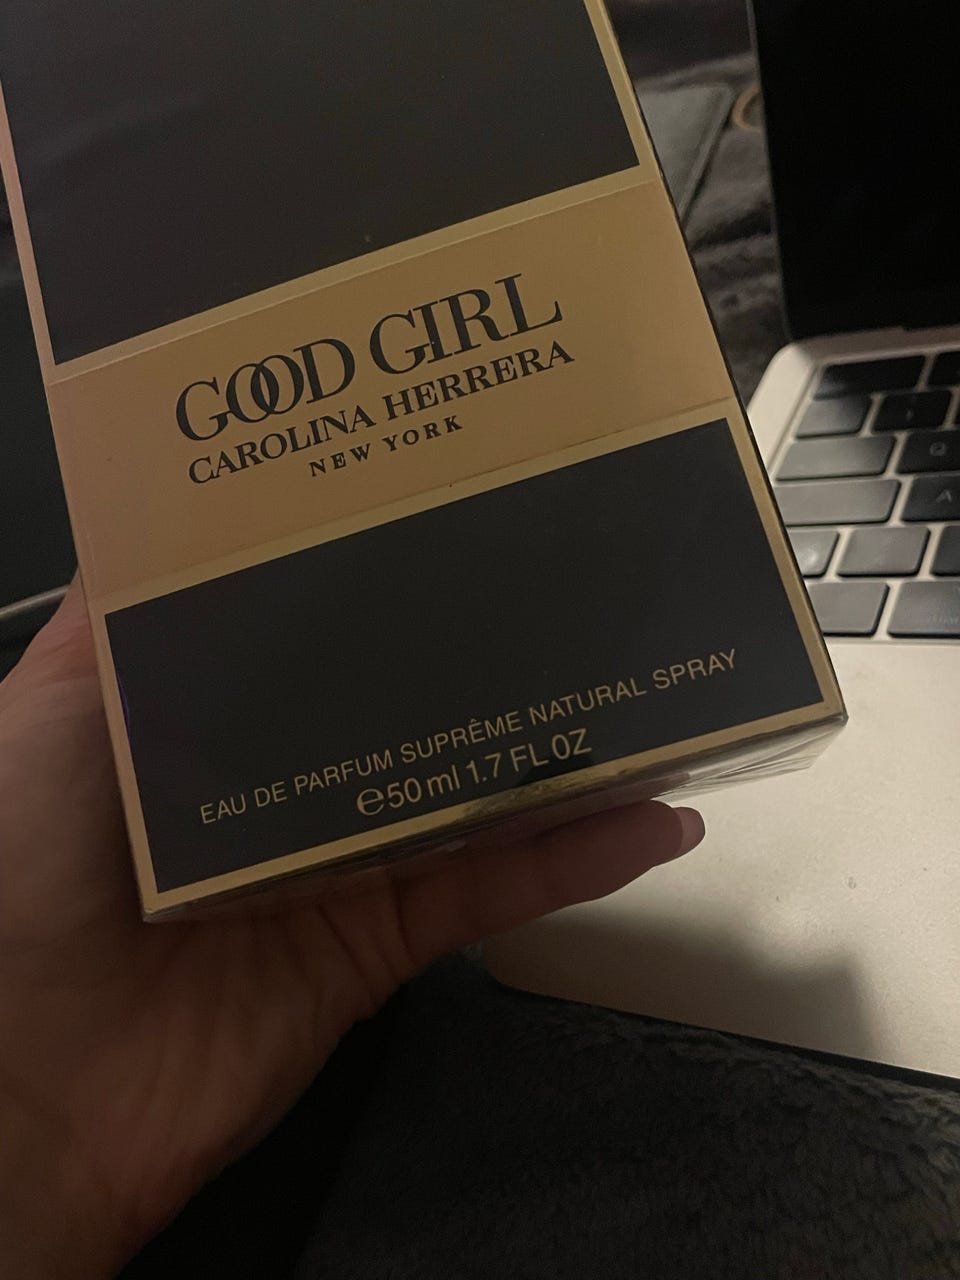 GOOD GIRL
CAROLINA HERRERA
NEW YORK
EAU DE PARFUM SUPRÊME NATURAL SPRAY
℮50 ml 1.7 FL OZ
A